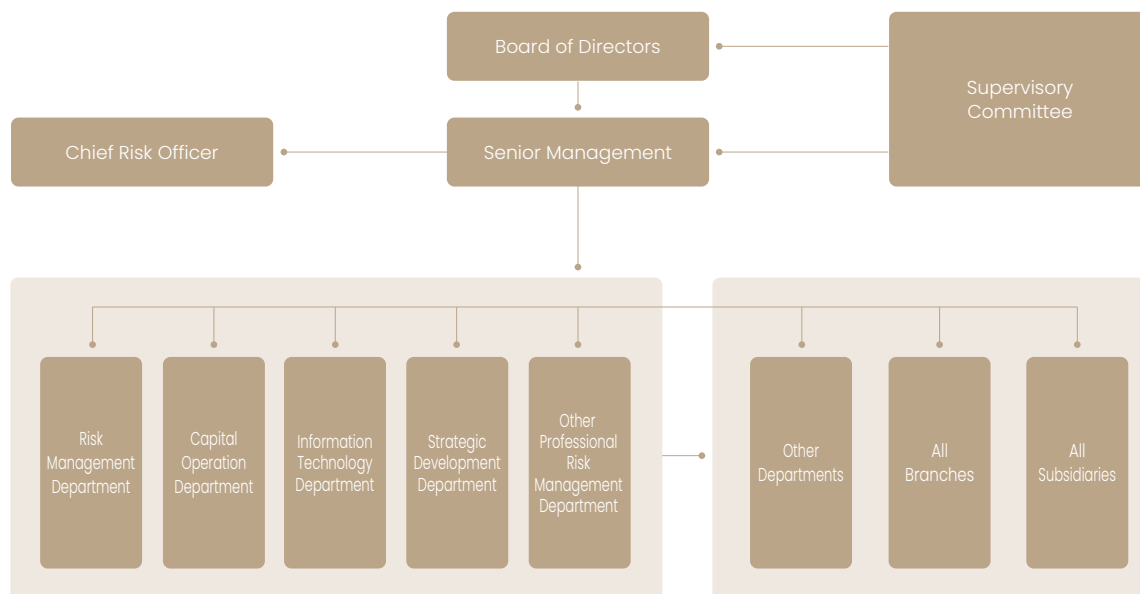 Board of Directors
Supervisory
Committee
Chief Risk Officer
Senior Management
Risk
Management
Department
Capital
Operation
Department
Information
Technology
Department
Strategic
Development
Department
Other
Professional
Risk
Management
Department
Other
Departments
All
Branches
All
Subsidiaries